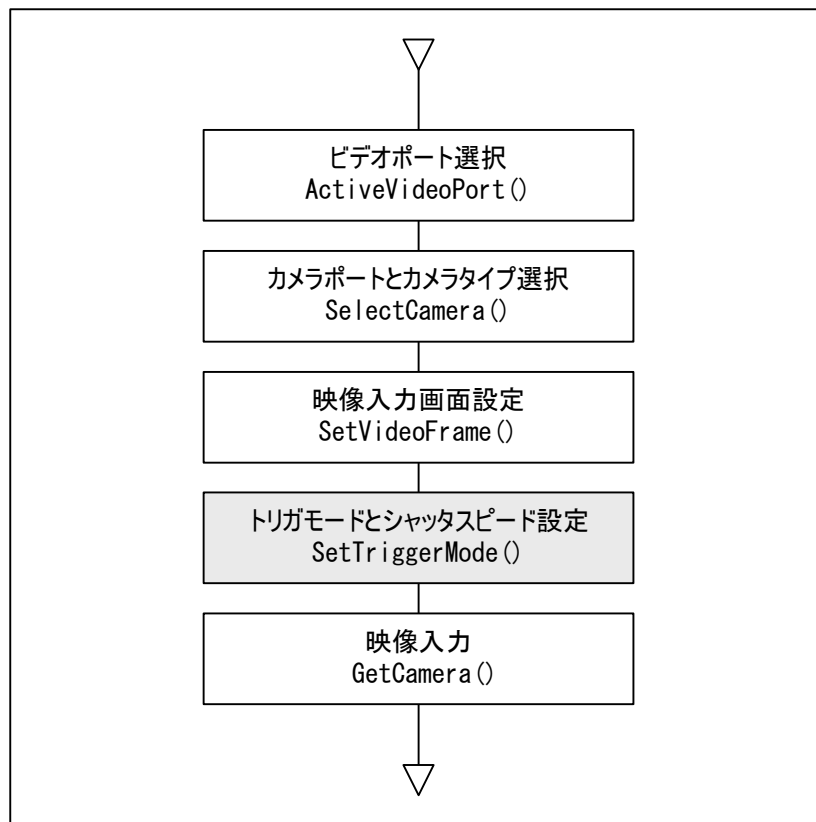 ビデオポート選択
ActiveVideoPort()
カメラポートとカメラタイプ選択
SelectCamera()
映像入力画面設定
SetVideoFrame()
トリガモードとシャッタスピード設定
SetTriggerMode()
映像入力
GetCamera()